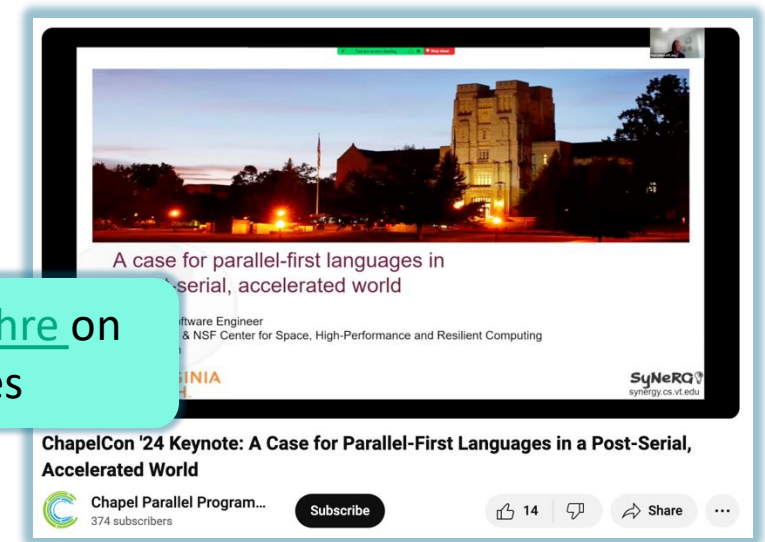 A case for parallel-first languages in
-serial, accelerated world
ftware Engineer
& NSF Center for Space, High-Performance and Resilient Computing
INIA
SyNeRG
synergy.cs.vt.edu
hre on
es
ChapelCon '24 Keynote: A Case for Parallel-First Languages in a Post-Serial,
Accelerated World
Chapel Parallel Program...
374 subscribers
Subscribe
14
Share